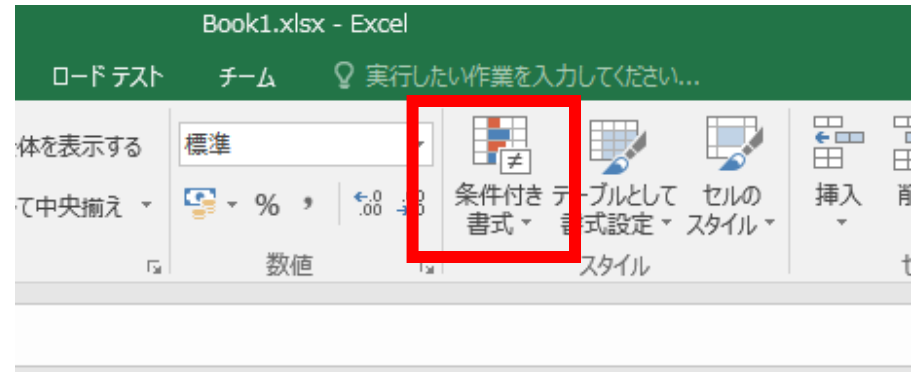 Book1.xlsx - Excel
ロード テスト チーム 実行したい作業を入力してください...
体を表示する 標準
て中央揃え % , .00
条件付き書式 テーブルとして書式設定 セルのスタイル 挿入
数値 スタイル